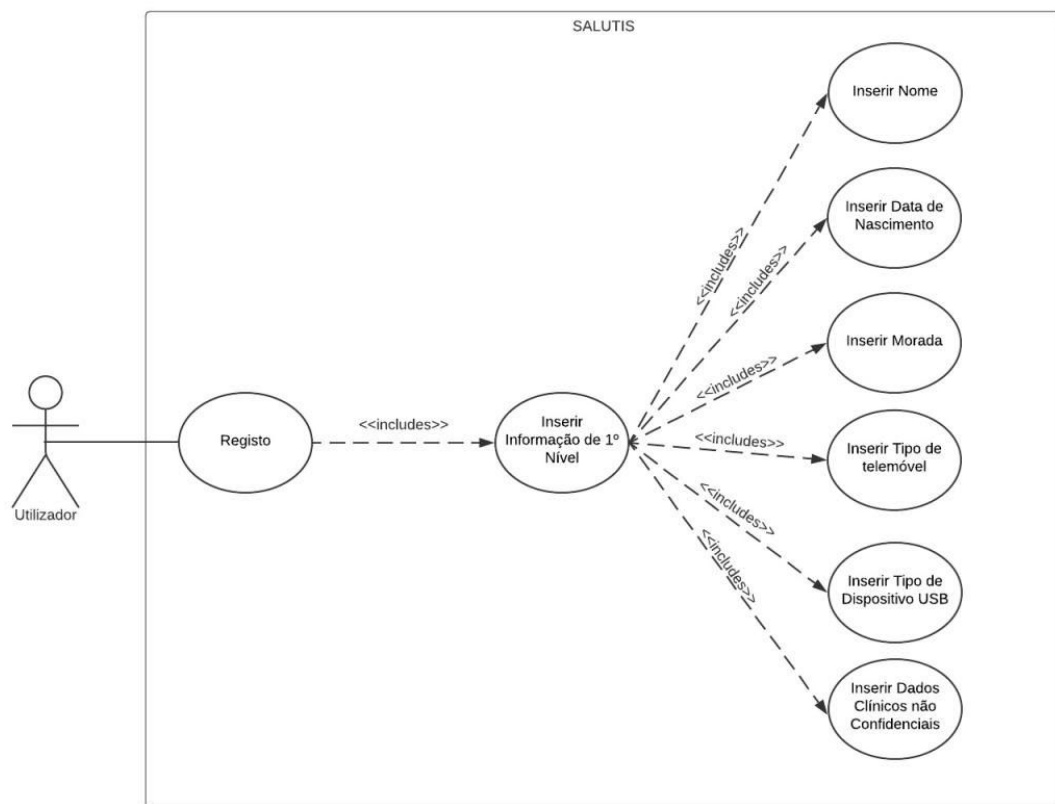 SALUTIS
Inserir Nome
<<includes>>
Inserir Data de
Nascimento
<<includes>>
Inserir Morada
<<includes>>
Utilizador
Registo
<<includes>>
Inserir
Informação de 1º
Nível
<<includes>>
Inserir Tipo de
telemóvel
<<includes>>
Inserir Tipo de
Dispositivo USB
<<includes>>
Inserir Dados
Clínicos não
Confidenciais